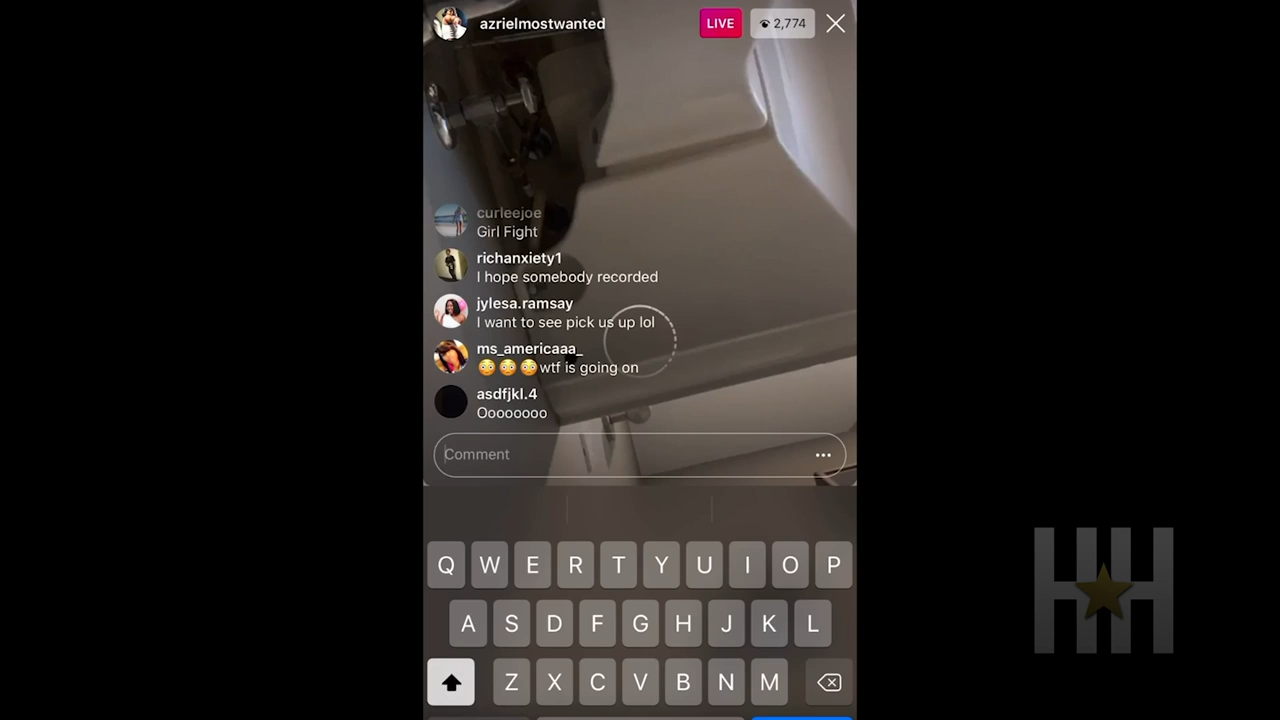 azrielmostwanted
LIVE
2,774
curleejoe
Girl Fight
richanxiety1
I hope somebody recorded
jylesa.ramsay
I want to see pick us up lol
ms_americaaa_
😳😳😳wtf is going on
asdfjkl.4
Oooooooo
Comment
Q W E R T Y U I O P
A S D F G H J K L
Z X C V B N M
HH